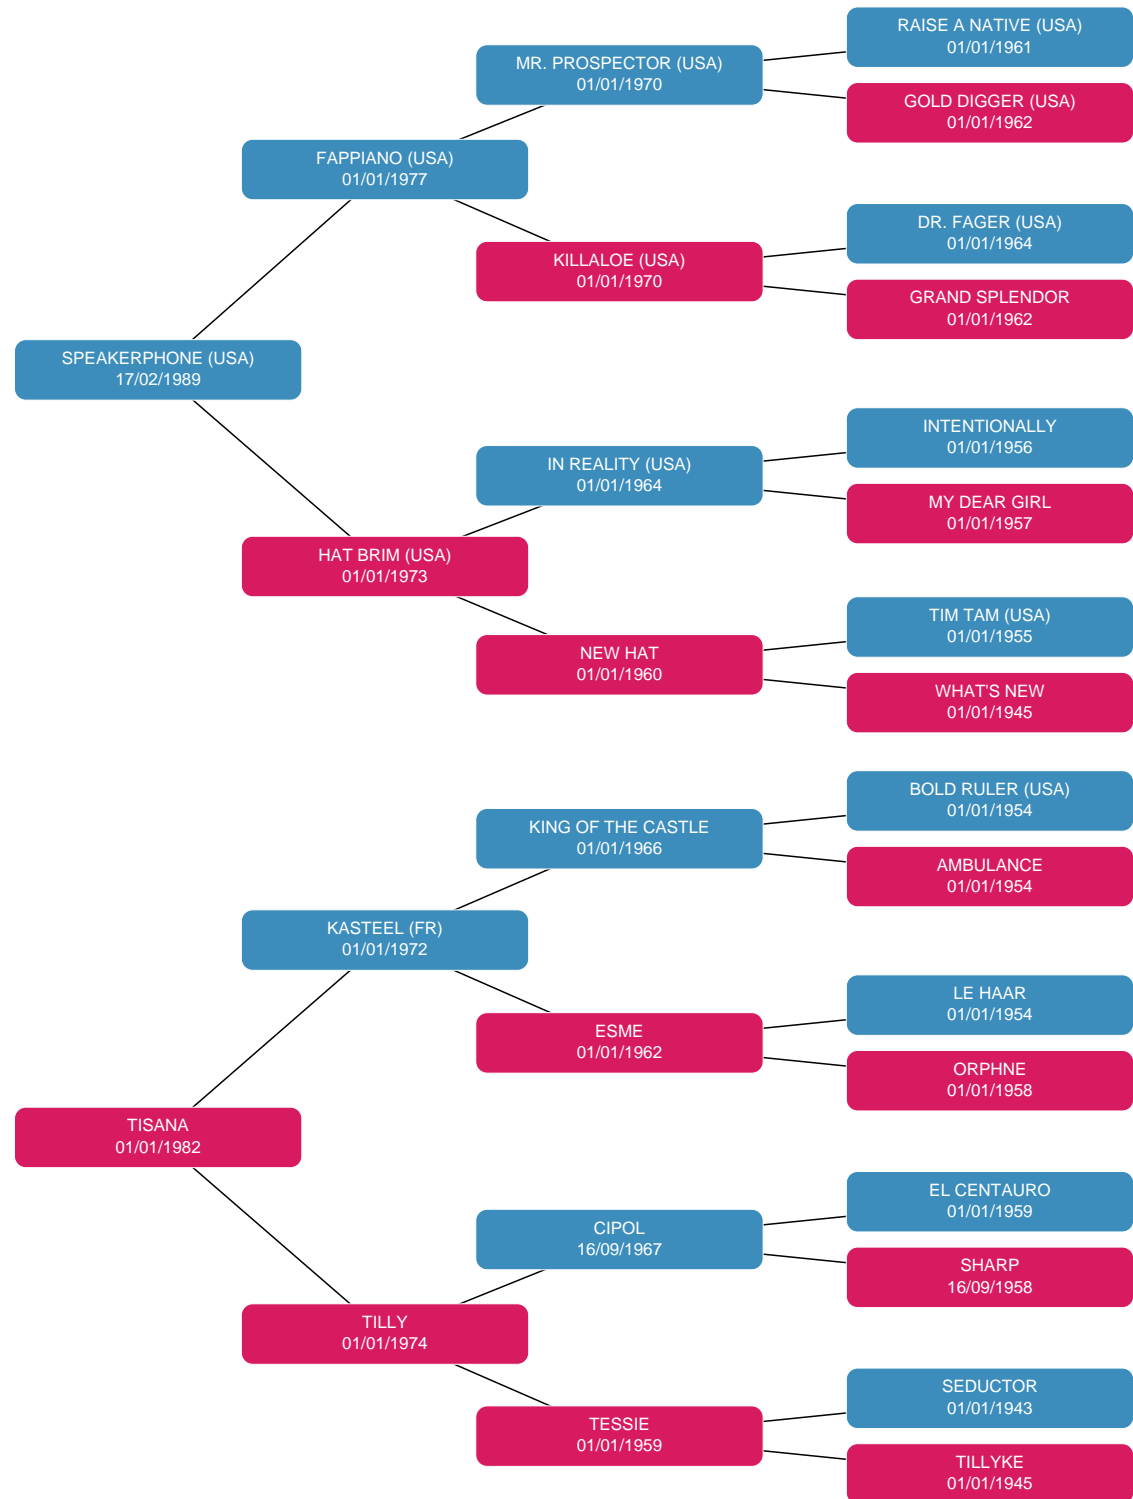 RAISE A NATIVE (USA)
01/01/1961
MR. PROSPECTOR (USA)
01/01/1970
GOLD DIGGER (USA)
01/01/1962
FAPPIANO (USA)
01/01/1977
DR. FAGER (USA)
01/01/1964
KILLALOE (USA)
01/01/1970
GRAND SPLENDOR
01/01/1962
SPEAKERPHONE (USA)
17/02/1989
INTENTIONALLY
01/01/1956
IN REALITY (USA)
01/01/1964
MY DEAR GIRL
01/01/1957
HAT BRIM (USA)
01/01/1973
TIM TAM (USA)
01/01/1955
NEW HAT
01/01/1960
WHAT'S NEW
01/01/1945
BOLD RULER (USA)
01/01/1954
KING OF THE CASTLE
01/01/1966
AMBULANCE
01/01/1954
KASTEEL (FR)
01/01/1972
LE HAAR
01/01/1954
ESME
01/01/1962
ORPHNE
01/01/1958
TISANA
01/01/1982
EL CENTAURO
01/01/1959
CIPOL
16/09/1967
SHARP
16/09/1958
TILLY
01/01/1974
SEDUCTOR
01/01/1943
TESSIE
01/01/1959
TILLYKE
01/01/1945